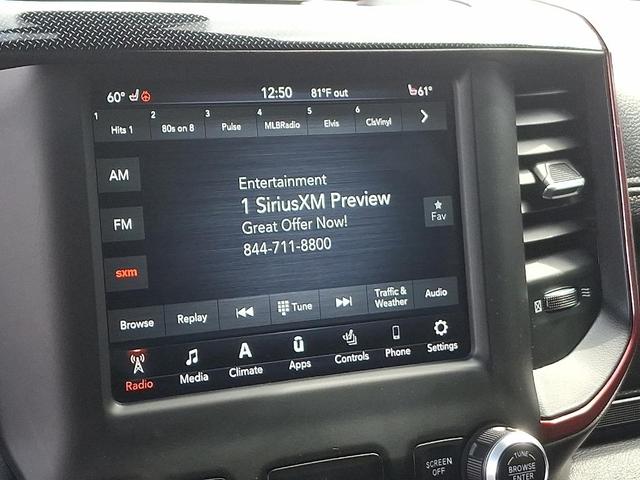 60° 12:50 81°F out 61°
1 Hits 1 2 80s on 8 3 Pulse 4 MLBRadio 5 Elvis 6 ClsVinyl
AM
FM
sxm
Entertainment
1 SiriusXM Preview
Great Offer Now!
844-711-8800
Fav
Browse Replay Tune Traffic & Weather Audio
Radio Media Climate Apps Controls Phone Settings
SCREEN
OFF
TUNE
BROWSE
ENTER